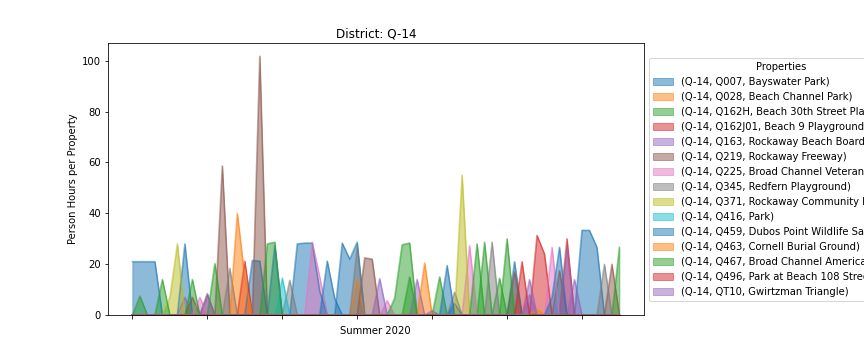 District: Q-14
Person Hours per Property
100
80
60
40
20
0
Summer 2020
Properties
(Q-14, Q007, Bayswater Park)
(Q-14, Q028, Beach Channel Park)
(Q-14, Q162H, Beach 30th Street Pla
(Q-14, Q162J01, Beach 9 Playground
(Q-14, Q163, Rockaway Beach Board
(Q-14, Q219, Rockaway Freeway)
(Q-14, Q225, Broad Channel Veteran
(Q-14, Q345, Redfern Playground)
(Q-14, Q371, Rockaway Community
(Q-14, Q416, Park)
(Q-14, Q459, Dubos Point Wildlife Sa
(Q-14, Q463, Cornell Burial Ground)
(Q-14, Q467, Broad Channel America
(Q-14, Q496, Park at Beach 108 Stre
(Q-14, QT10, Gwirtzman Triangle)